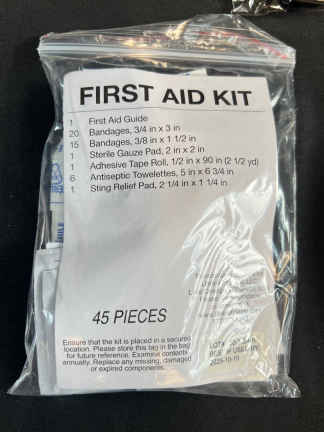 FIRST AID KIT
1 First Aid Guide
20 Bandages, 3/4 in x 3 in
15 Bandages, 3/8 in x 1 1/2 in
1 Sterile Gauze Pad, 2 in x 2 in
1 Adhesive Tape Roll, 1/2 in x 90 in (2 1/2 yd)
6 Antiseptic Towelettes, 5 in x 6 3/4 in
1 Sting Relief Pad, 2 1/4 in x 1 1/4 in
45 PIECES
Ensure that the kit is placed in a secured
location. Please store this tag in the bag
for future reference. Examine contents
annually. Replace any missing, damaged
or expired components.